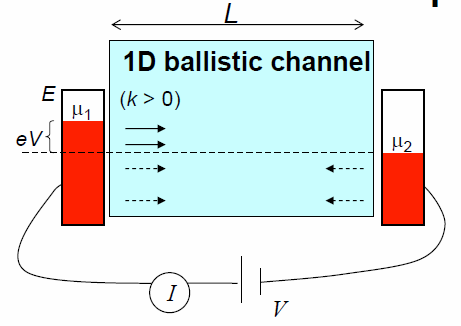 L
1D ballistic channel
E
(k > 0)
μ1
eV
μ2
I
V